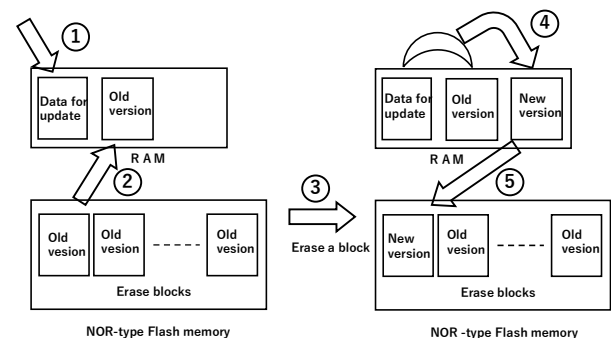 1
Data for
update
Old
version
R A M
2
Old
vesion
Old
vesion
Old
vesion
Erase blocks
NOR-type Flash memory
3
Erase a block
4
Data for
update
Old
version
New
version
R A M
5
New
version
Old
vesion
Old
vesion
Erase blocks
NOR -type Flash memory